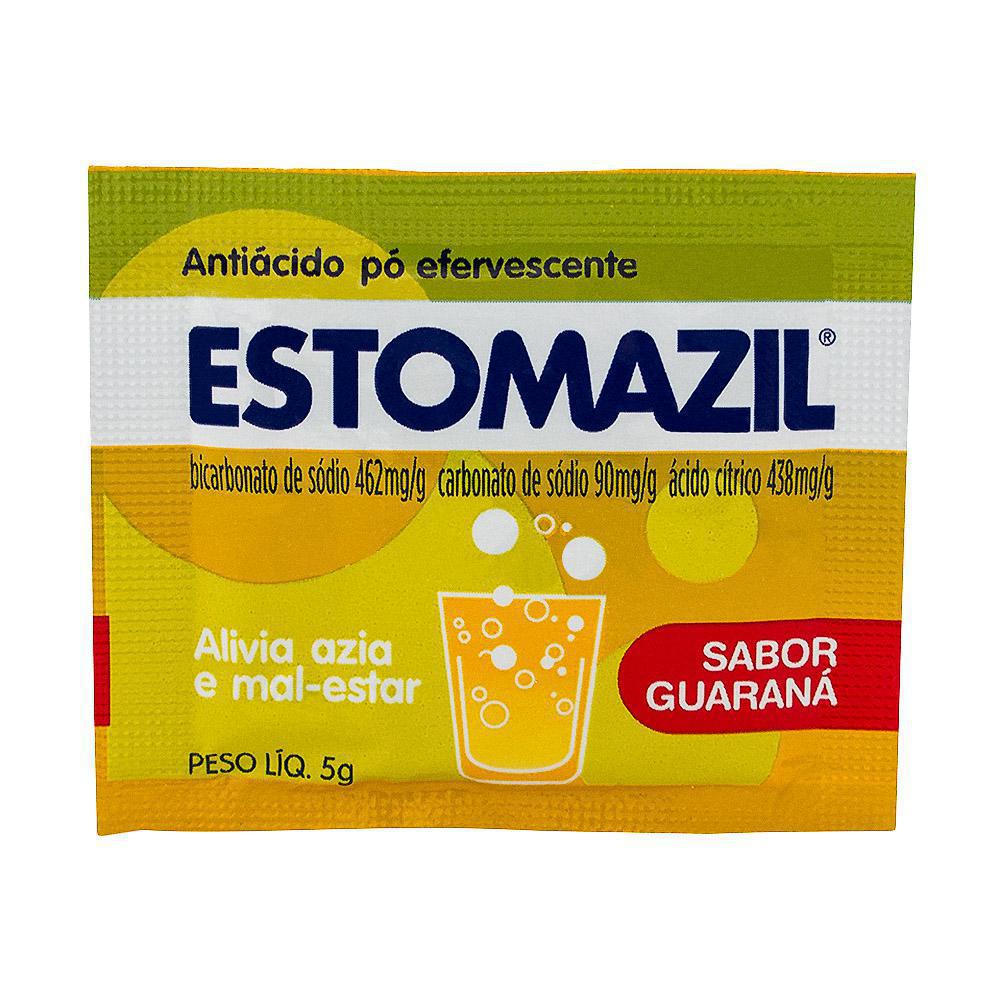 Antiácido pó efervescente
ESTOMAZIL®
bicarbonato de sódio 462mg/g carbonato de sódio 90mg/g ácido cítrico 438mg/g
Alivia azia
e mal-estar
SABOR
GUARANÁ
PESO LÍQ. 5g